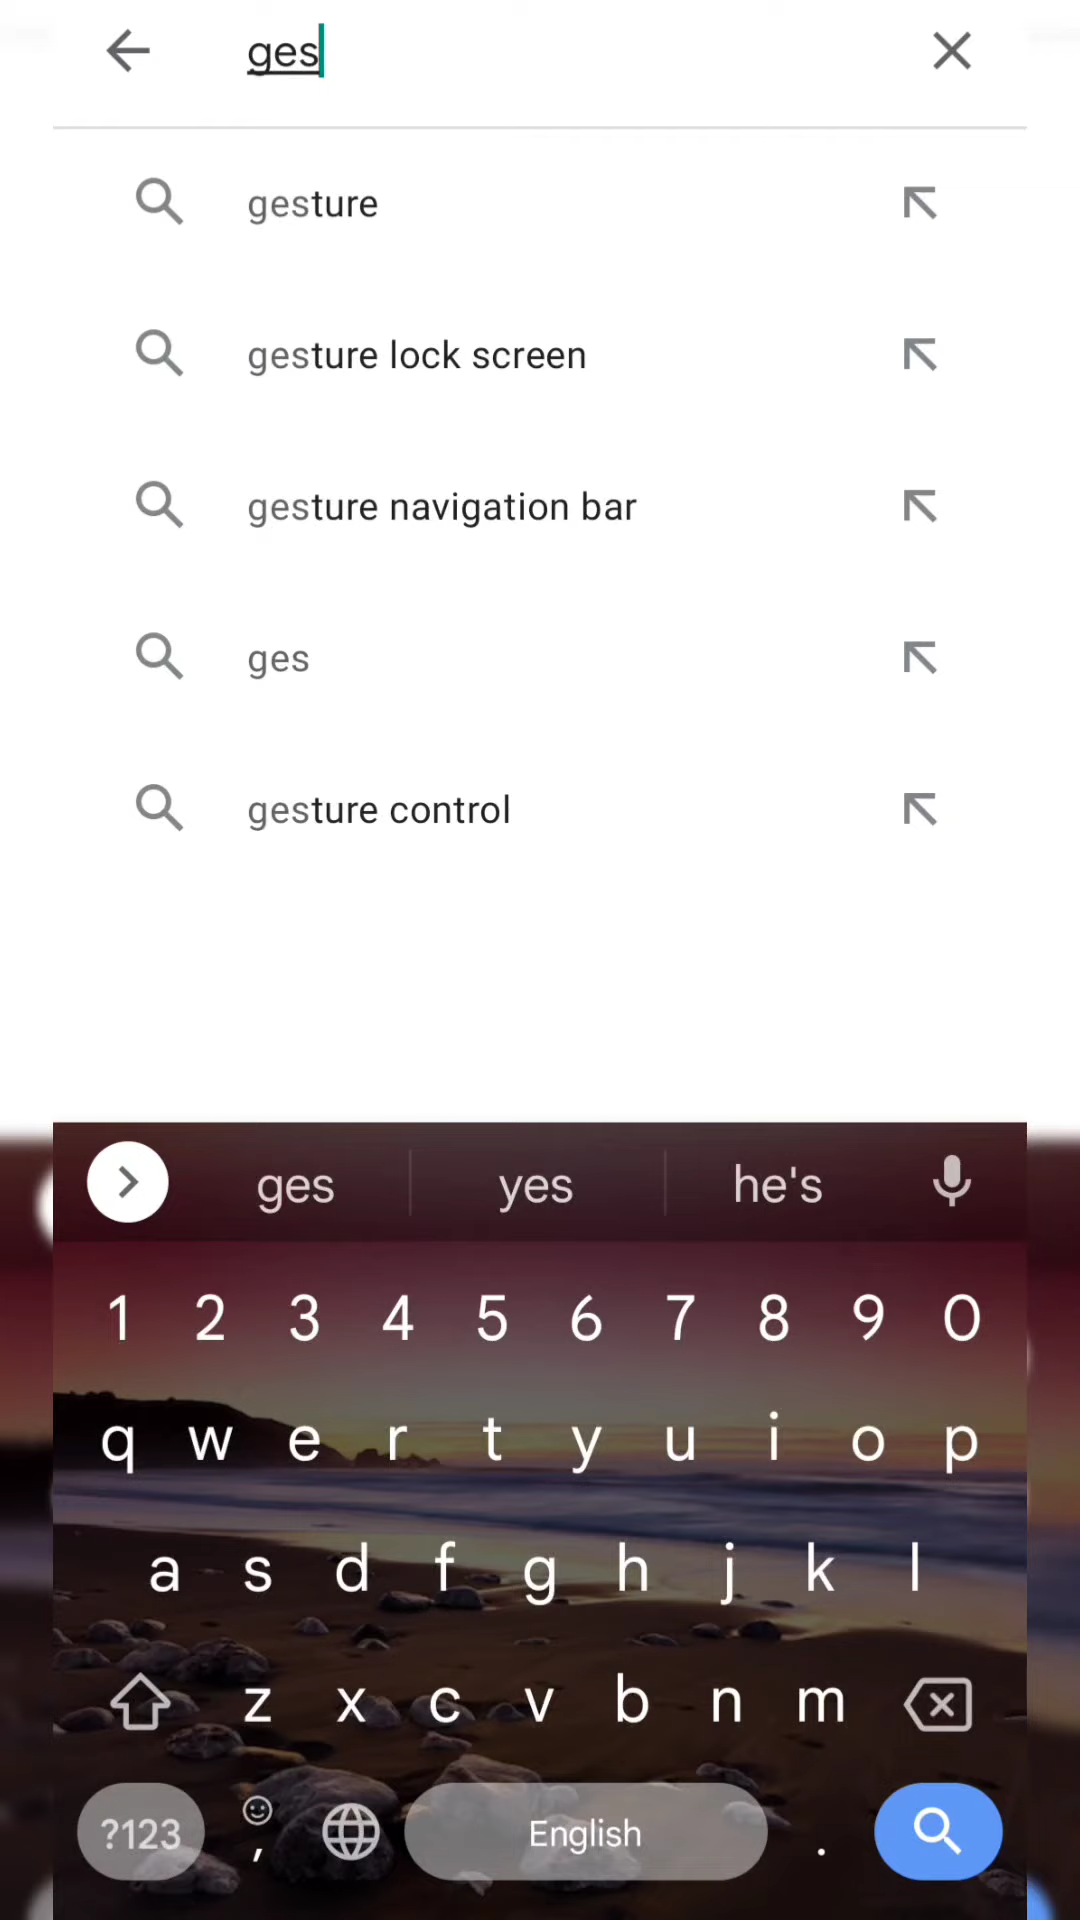 ges
gesture
gesture lock screen
gesture navigation bar
ges
gesture control
ges yes he's
1 2 3 4 5 6 7 8 9 0
q w e r t y u i o p
a s d f g h j k l
z x c v b n m
?123 , English .